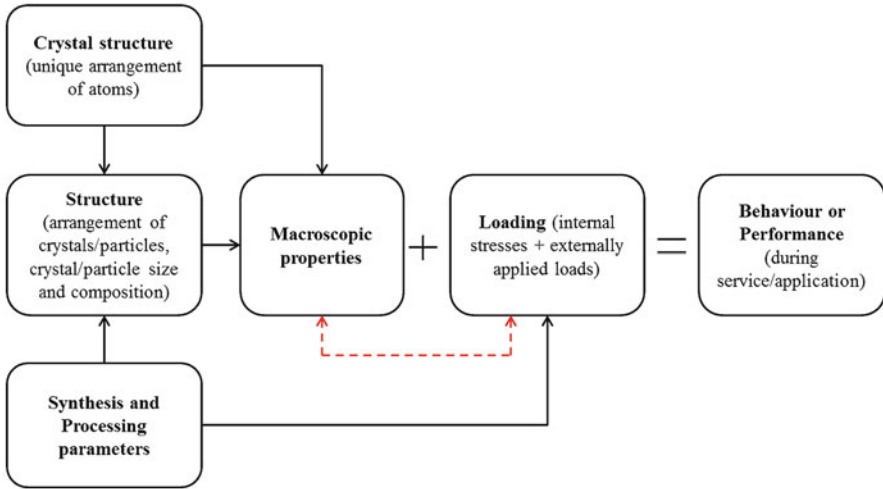 Crystal structure
(unique arrangement
of atoms)
Structure
(arrangement of
crystals/particles,
crystal/particle size
and composition)
Macroscopic
properties
+
Loading (internal
stresses + externally
applied loads)
=
Behaviour or
Performance
(during
service/application)
Synthesis and
Processing
parameters